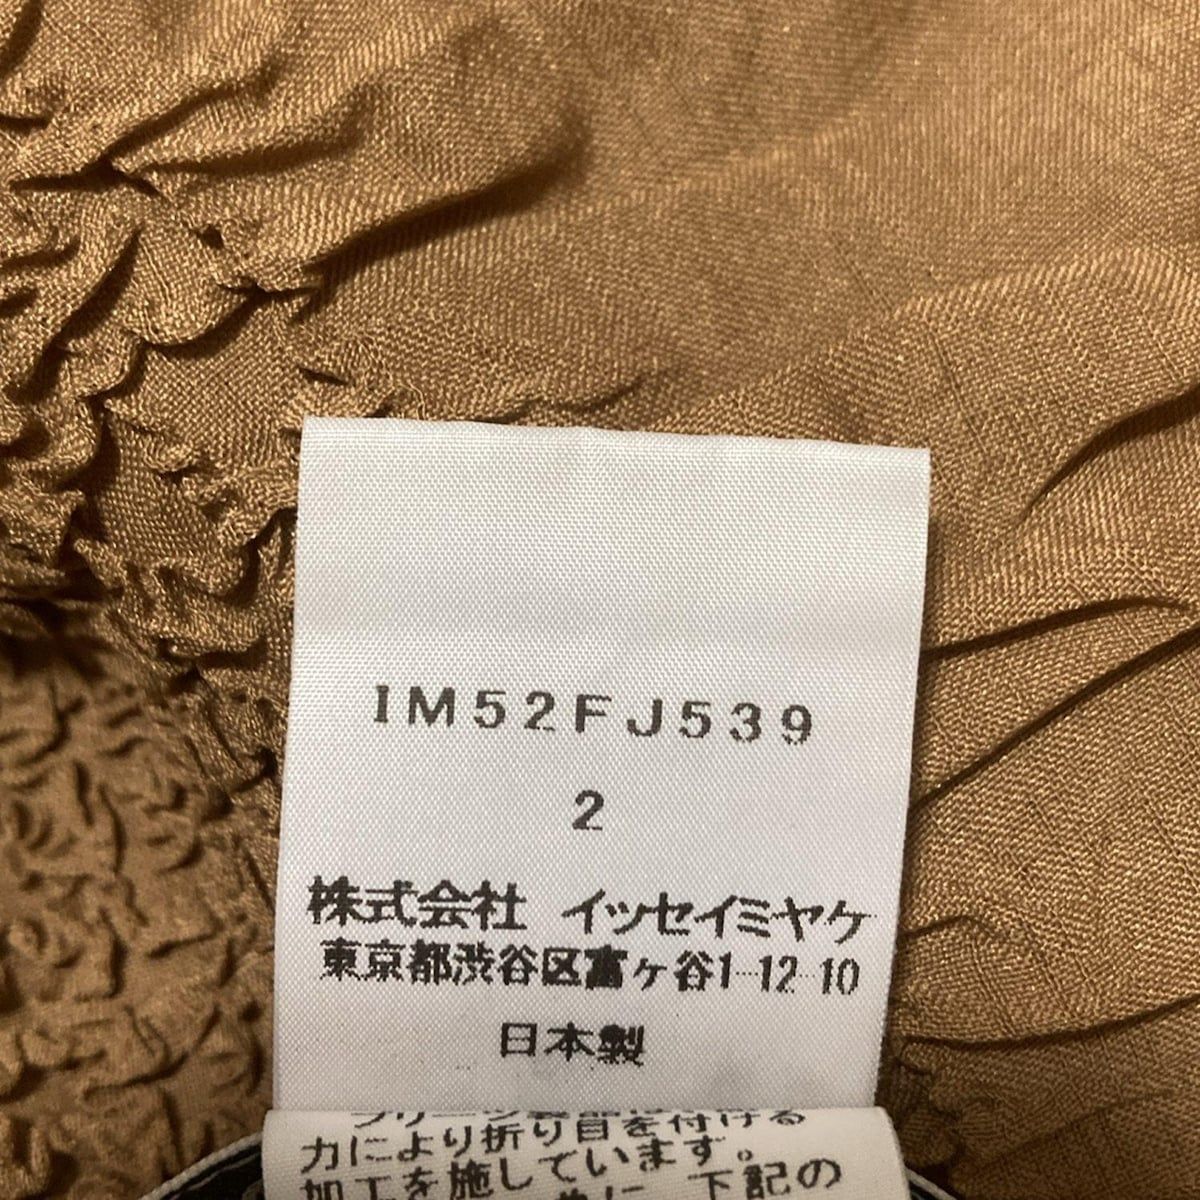 IM52FJ539
2
株式会社 イッセイミヤケ
東京都渋谷区富ヶ谷1-12-10
日本製
力により折り目を付ける
加工を施しています。
下記の